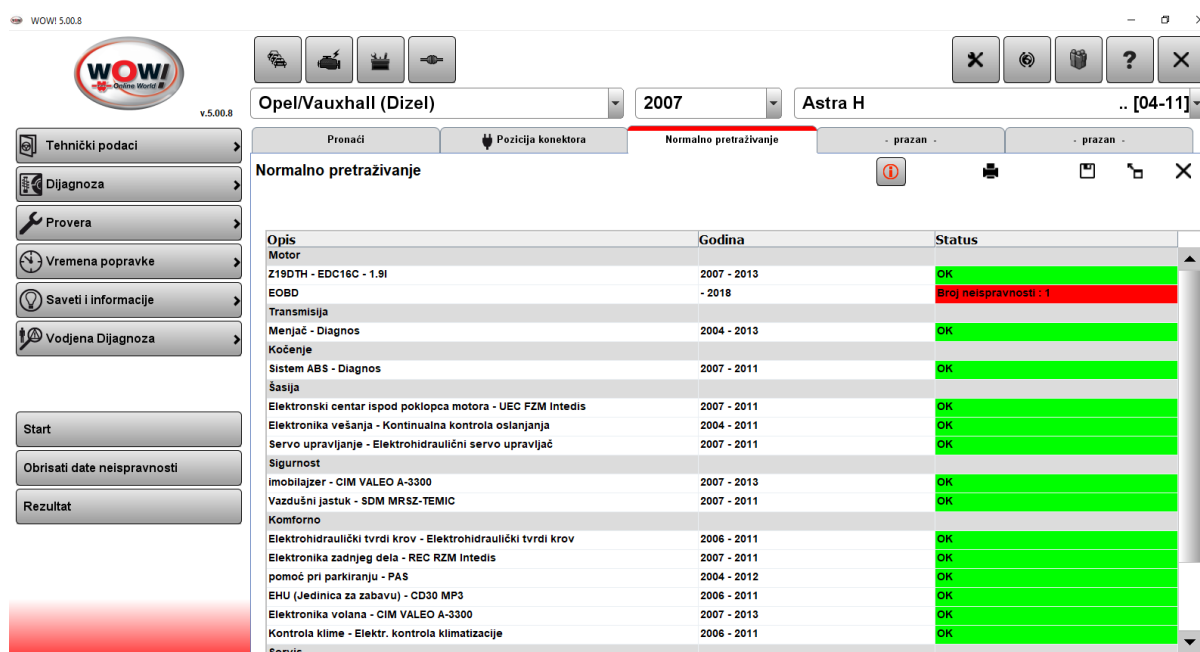 WOW! 5.00.8
WOW!
Online World
v.5.00.8
Opel/Vauxhall (Dizel) 2007 Astra H .. [04-11]
Pronaći Pozicija konektora Normalno pretraživanje - prazan - - prazan -
Normalno pretraživanje
Tehnički podaci
Dijagnoza
Provera
Vremena popravke
Saveti i informacije
Vodjena Dijagnoza
Start
Obrisati date neispravnosti
Rezultat
Opis Godina Status
Motor
Z19DTH - EDC16C - 1.9l 2007 - 2013 OK
EOBD - 2018 Broj neispravnosti : 1
Transmisija
Menjač - Diagnos 2004 - 2013 OK
Kočenje
Sistem ABS - Diagnos 2007 - 2011 OK
Šasija
Elektronski centar ispod poklopca motora - UEC FZM Intedis 2007 - 2011 OK
Elektronika vešanja - Kontinualna kontrola oslanjanja 2004 - 2011 OK
Servo upravljanje - Elektrohidraulični servo upravljač 2007 - 2011 OK
Sigurnost
imobilajzer - CIM VALEO A-3300 2007 - 2013 OK
Vazdušni jastuk - SDM MRSZ-TEMIC 2007 - 2011 OK
Komforno
Elektrohidraulički tvrdi krov - Elektrohidraulički tvrdi krov 2006 - 2011 OK
Elektronika zadnjeg dela - REC RZM Intedis 2007 - 2011 OK
pomoć pri parkiranju - PAS 2004 - 2012 OK
EHU (Jedinica za zabavu) - CD30 MP3 2006 - 2011 OK
Elektronika volana - CIM VALEO A-3300 2007 - 2013 OK
Kontrola klime - Elektr. kontrola klimatizacije 2006 - 2011 OK
Servis